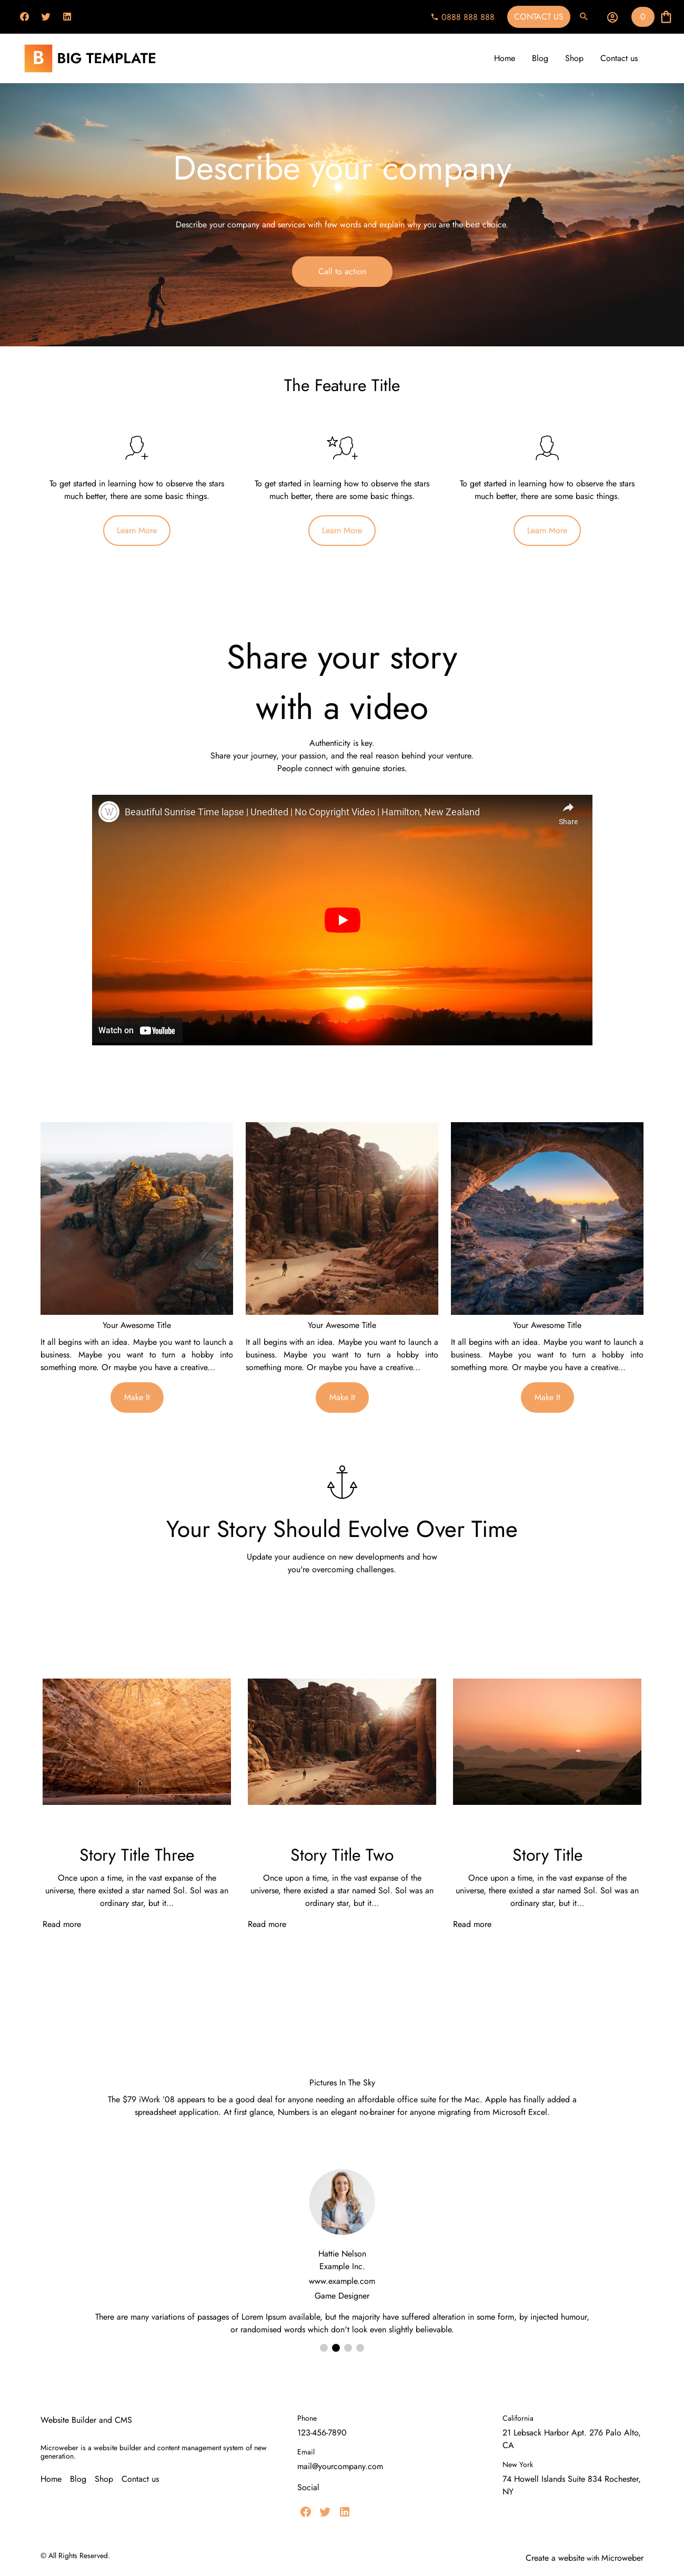 0888 888 888
CONTACT US
0
B BIG TEMPLATE
Home Blog Shop Contact us
Describe your company
Describe your company and services with few words and explain why you are the best choice.
Call to action
The Feature Title
To get started in learning how to observe the stars
much better, there are some basic things.
Learn More
To get started in learning how to observe the stars
much better, there are some basic things.
Learn More
To get started in learning how to observe the stars
much better, there are some basic things.
Learn More
Share your story
with a video
Authenticity is key.
Share your journey, your passion, and the real reason behind your venture.
People connect with genuine stories.
W
Beautiful Sunrise Time lapse | Unedited | No Copyright Video | Hamilton, New Zealand
Share
Watch on YouTube
Your Awesome Title
It all begins with an idea. Maybe you want to launch a
business. Maybe you want to turn a hobby into
something more. Or maybe you have a creative...
Make It
Your Awesome Title
It all begins with an idea. Maybe you want to launch a
business. Maybe you want to turn a hobby into
something more. Or maybe you have a creative...
Make It
Your Awesome Title
It all begins with an idea. Maybe you want to launch a
business. Maybe you want to turn a hobby into
something more. Or maybe you have a creative...
Make It
Your Story Should Evolve Over Time
Update your audience on new developments and how
you're overcoming challenges.
Story Title Three
Once upon a time, in the vast expanse of the
universe, there existed a star named Sol. Sol was an
ordinary star, but it...
Read more
Story Title Two
Once upon a time, in the vast expanse of the
universe, there existed a star named Sol. Sol was an
ordinary star, but it...
Read more
Story Title
Once upon a time, in the vast expanse of the
universe, there existed a star named Sol. Sol was an
ordinary star, but it...
Read more
Pictures In The Sky
The $79 iWork '08 appears to be a good deal for anyone needing an affordable office suite for the Mac. Apple has finally added a
spreadsheet application. At first glance, Numbers is an elegant no-brainer for anyone migrating from Microsoft Excel.
Hattie Nelson
Example Inc.
www.example.com
Game Designer
There are many variations of passages of Lorem Ipsum available, but the majority have suffered alteration in some form, by injected humour,
or randomised words which don't look even slightly believable.
Website Builder and CMS
Microweber is a website builder and content management system of new
generation.
Home Blog Shop Contact us
Phone
123-456-7890
Email
mail@yourcompany.com
Social
California
21 Lebsack Harbor Apt. 276 Palo Alto,
CA
New York
74 Howell Islands Suite 834 Rochester,
NY
© All Rights Reserved.
Create a website with Microweber